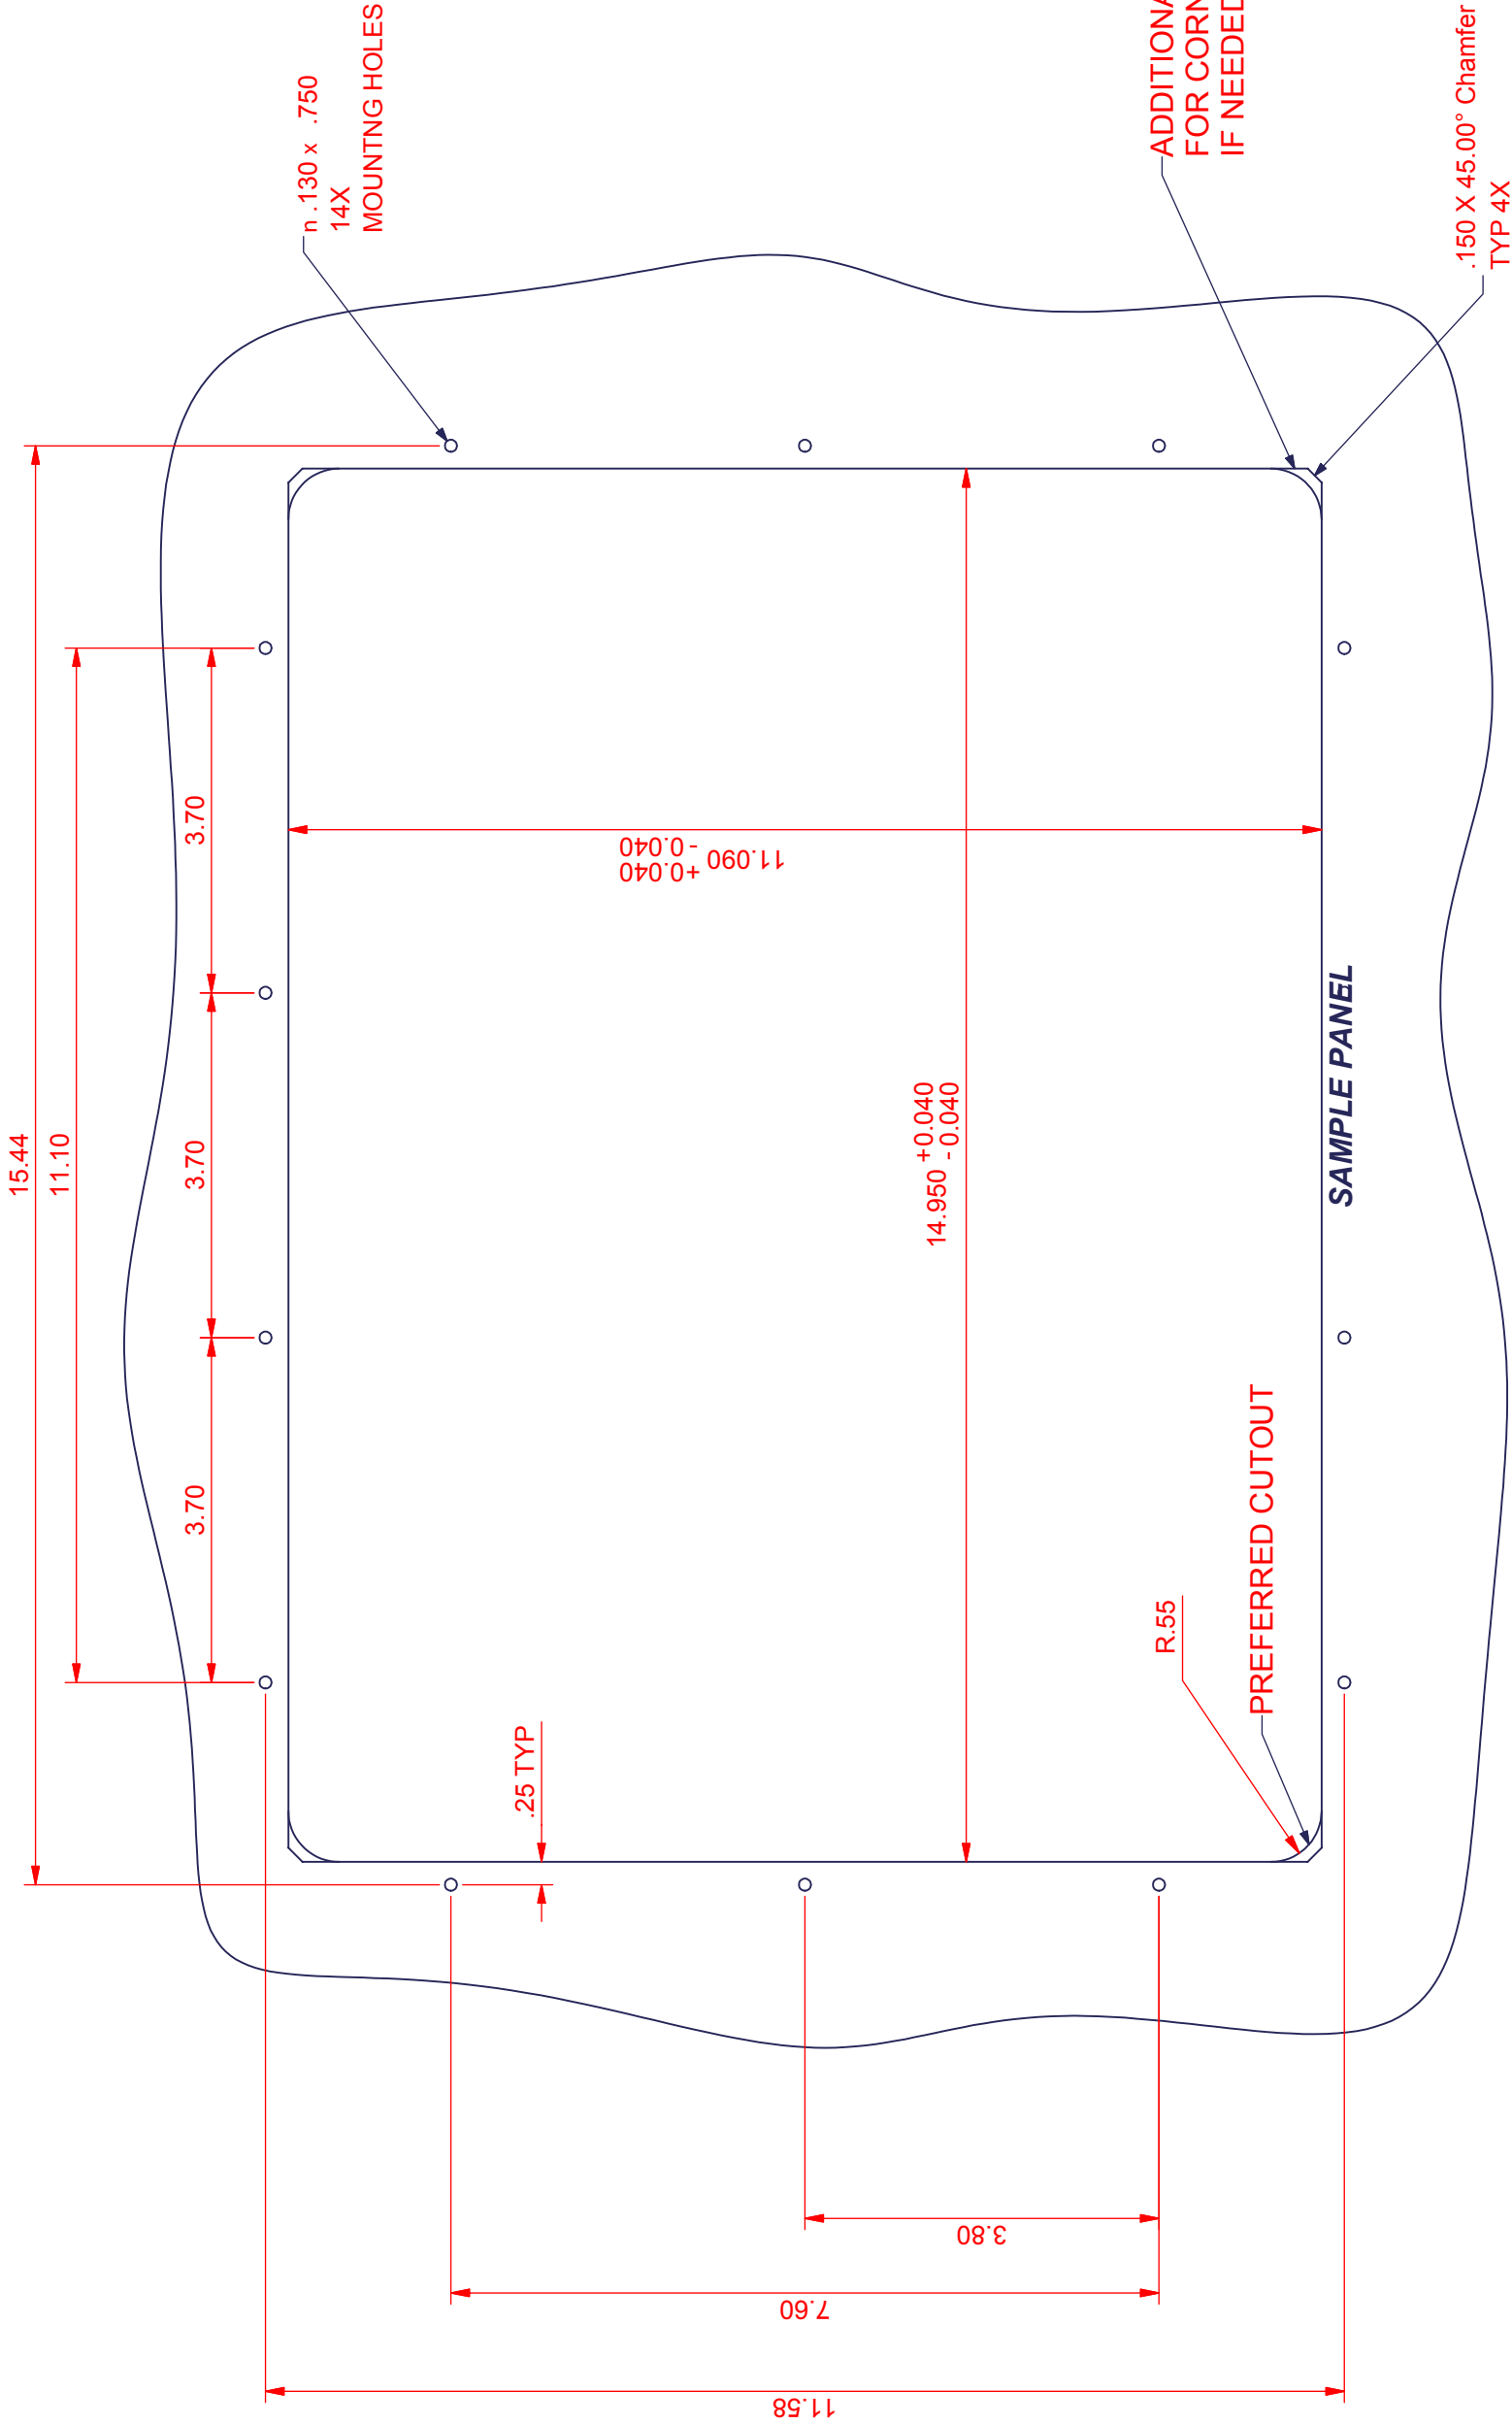 n .130 x .750
14X
MOUNTNG HOLES
15.44
11.10
3.70
3.70
3.70
11.090 +0.040
-0.040
14.950 +0.040
-0.040
.25 TYP
R.55
PREFERRED CUTOUT
SAMPLE PANEL
FOR
IF NEEDED
.150 X 45.00° Chamfer
TYP 4X
3.80
7.60
11.58